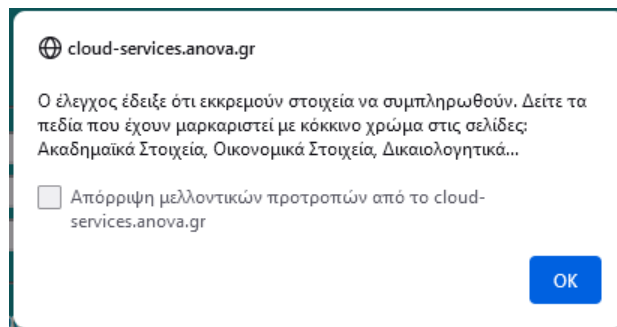 cloud-services.anova.gr
Ο έλεγχος έδειξε ότι εκκρεμούν στοιχεία να συμπληρωθούν. Δείτε τα
πεδία που έχουν μαρκαριστεί με κόκκινο χρώμα στις σελίδες:
Ακαδημαϊκά Στοιχεία, Οικονομικά Στοιχεία, Δικαιολογητικά...
Απόρριψη μελλοντικών προτροπών από το cloud-
services.anova.gr
OK